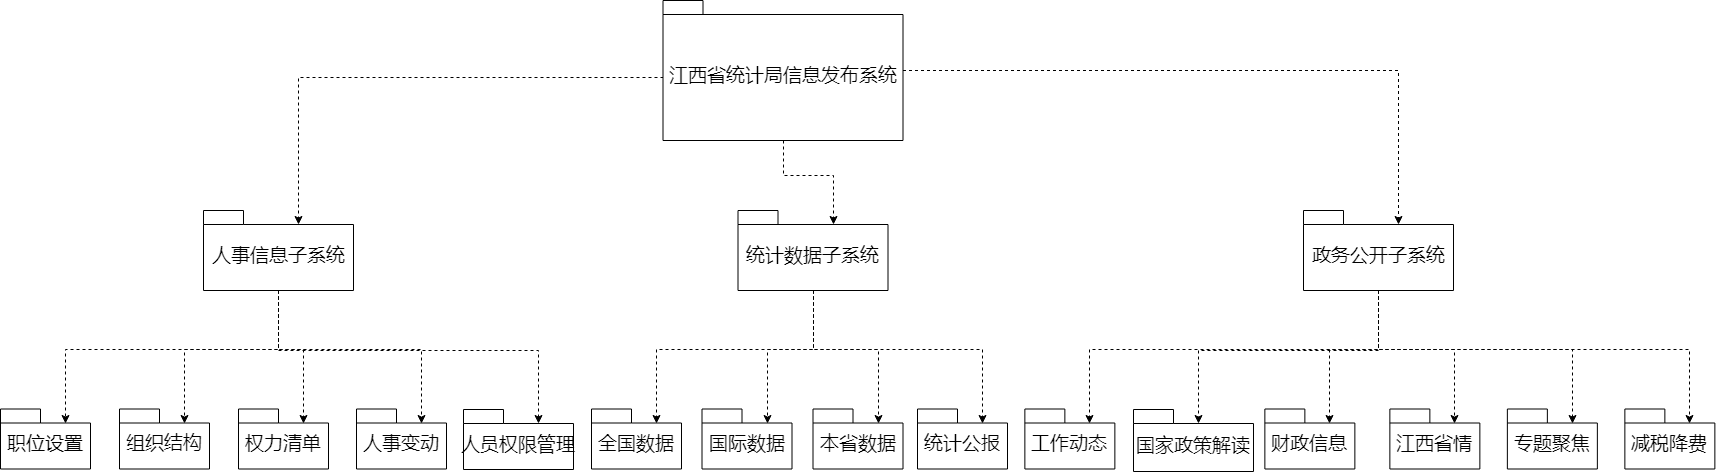 江西省统计局信息发布系统
人事信息子系统
统计数据子系统
政务公开子系统
职位设置
组织结构
权力清单
人事变动
人员权限管理
全国数据
国际数据
本省数据
统计公报
工作动态
国家政策解读
财政信息
江西省情
专题聚焦
减税降费